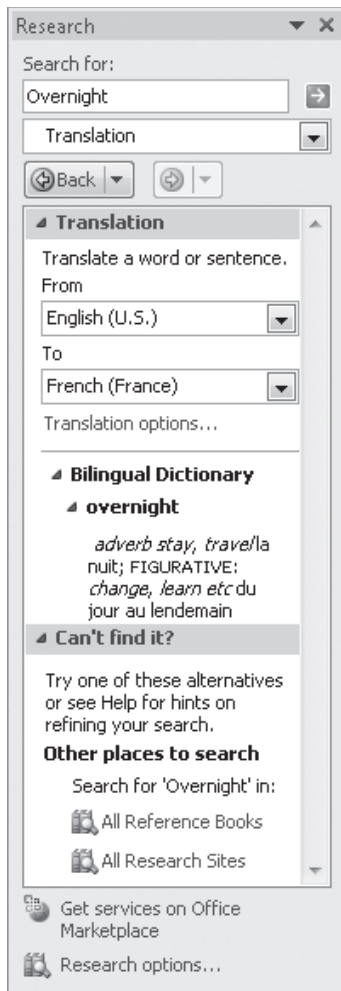 Research
Search for:
Overnight
Translation
Back
Translation
Translate a word or sentence.
From
English (U.S.)
To
French (France)
Translation options...
Bilingual Dictionary
overnight
adverb stay, travel/la
nuit; FIGURATIVE:
change, learn etc du
jour au lendemain
Can't find it?
Try one of these alternatives
or see Help for hints on
refining your search.
Other places to search
Search for 'Overnight' in:
All Reference Books
All Research Sites
Get services on Office
Marketplace
Research options...